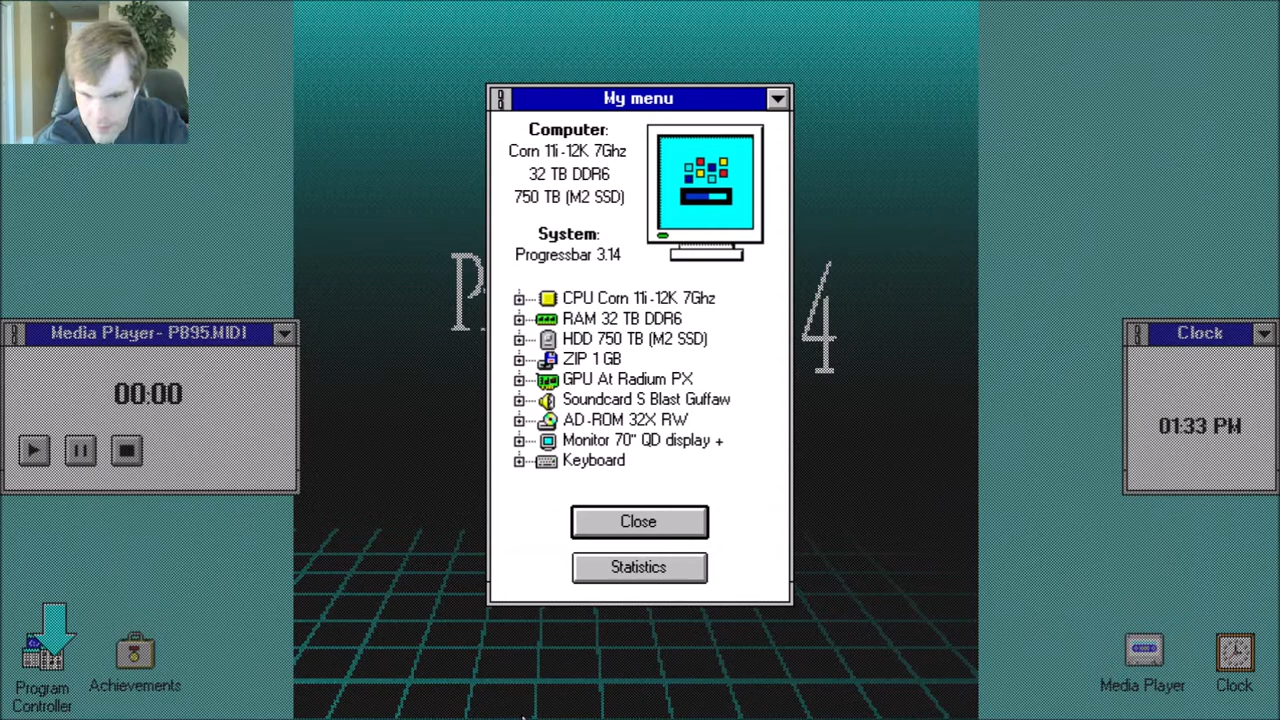 My menu
Computer:
Corn 11i-12K 7Ghz
32 TB DDR6
750 TB (M2 SSD)
System:
Progressbar 3.14
CPU Corn 11i-12K 7Ghz
RAM 32 TB DDR6
HDD 750 TB (M2 SSD)
ZIP 1 GB
GPU At Radium PX
Soundcard S Blast Guffaw
AD-ROM 32X RW
Monitor 70" QD display +
Keyboard
Close
Statistics
P
4
Media Player- PB95.MIDI
00:00
Clock
01:33 PM
Program
Controller
Achievements
Media Player
Clock